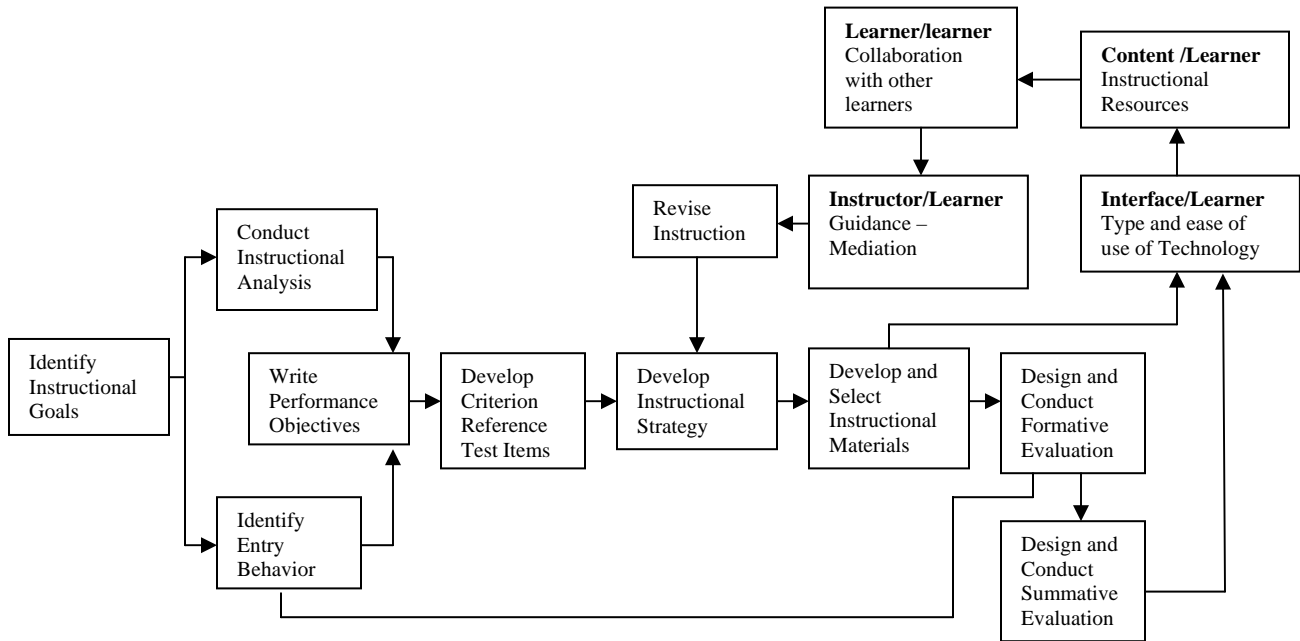 Learner/learner
Collaboration
with other
learners
Content /Learner
Instructional
Resources
Revise
Instruction
Instructor/Learner
Guidance –
Mediation
Interface/Learner
Type and ease of
use of Technology
Conduct
Instructional
Analysis
Identify
Instructional
Goals
Write
Performance
Objectives
Develop
Criterion
Reference
Test Items
Develop
Instructional
Strategy
Develop and
Select
Instructional
Materials
Design and
Conduct
Formative
Evaluation
Identify
Entry
Behavior
Design and
Conduct
Summative
Evaluation